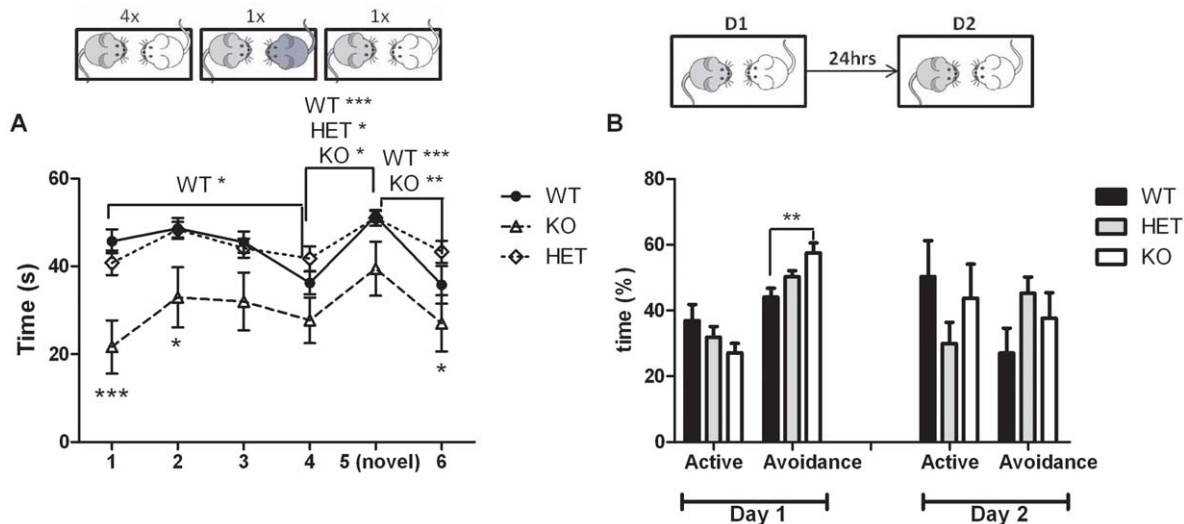 4x 1x 1x
A
WT ***
HET *
KO *
WT ***
KO **
WT *
Time (s)
60
40
20
0
***
*
*
1 2 3 4 5 (novel) 6
WT
KO
HET
D1 D2
24hrs
B
time (%)
80
60
40
20
0
**
WT
HET
KO
Active Avoidance Active Avoidance
Day 1 Day 2